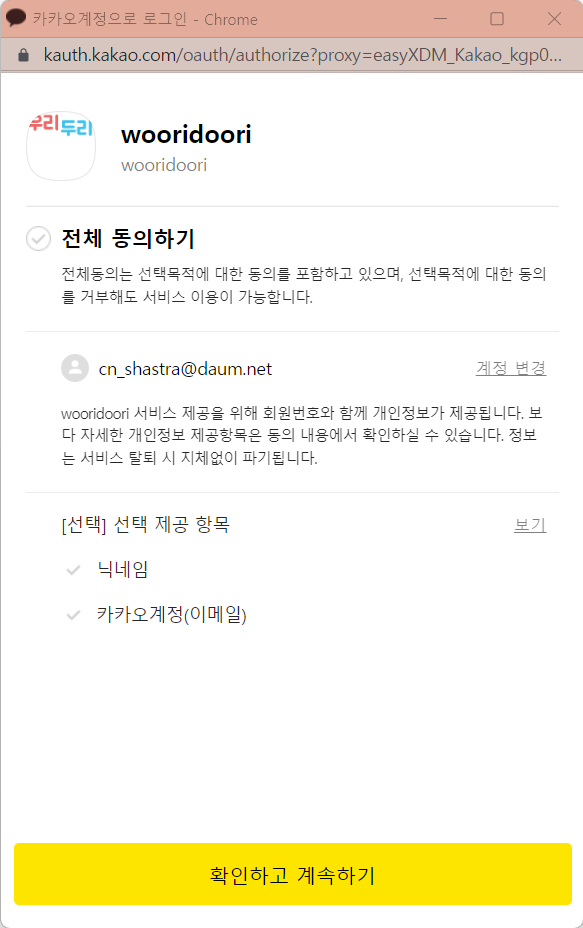 카카오계정으로 로그인 - Chrome
kauth.kakao.com/oauth/authorize?proxy=easyXDM_Kakao_kgp0...
우리두리
wooridoori
wooridoori
전체 동의하기
전체동의는 선택목적에 대한 동의를 포함하고 있으며, 선택목적에 대한 동의
를 거부해도 서비스 이용이 가능합니다.
cn_shastra@daum.net 계정 변경
wooridoori 서비스 제공을 위해 회원번호와 함께 개인정보가 제공됩니다. 보
다 자세한 개인정보 제공항목은 동의 내용에서 확인하실 수 있습니다. 정보
는 서비스 탈퇴 시 지체없이 파기됩니다.
[선택] 선택 제공 항목 보기
닉네임
카카오계정(이메일)
확인하고 계속하기